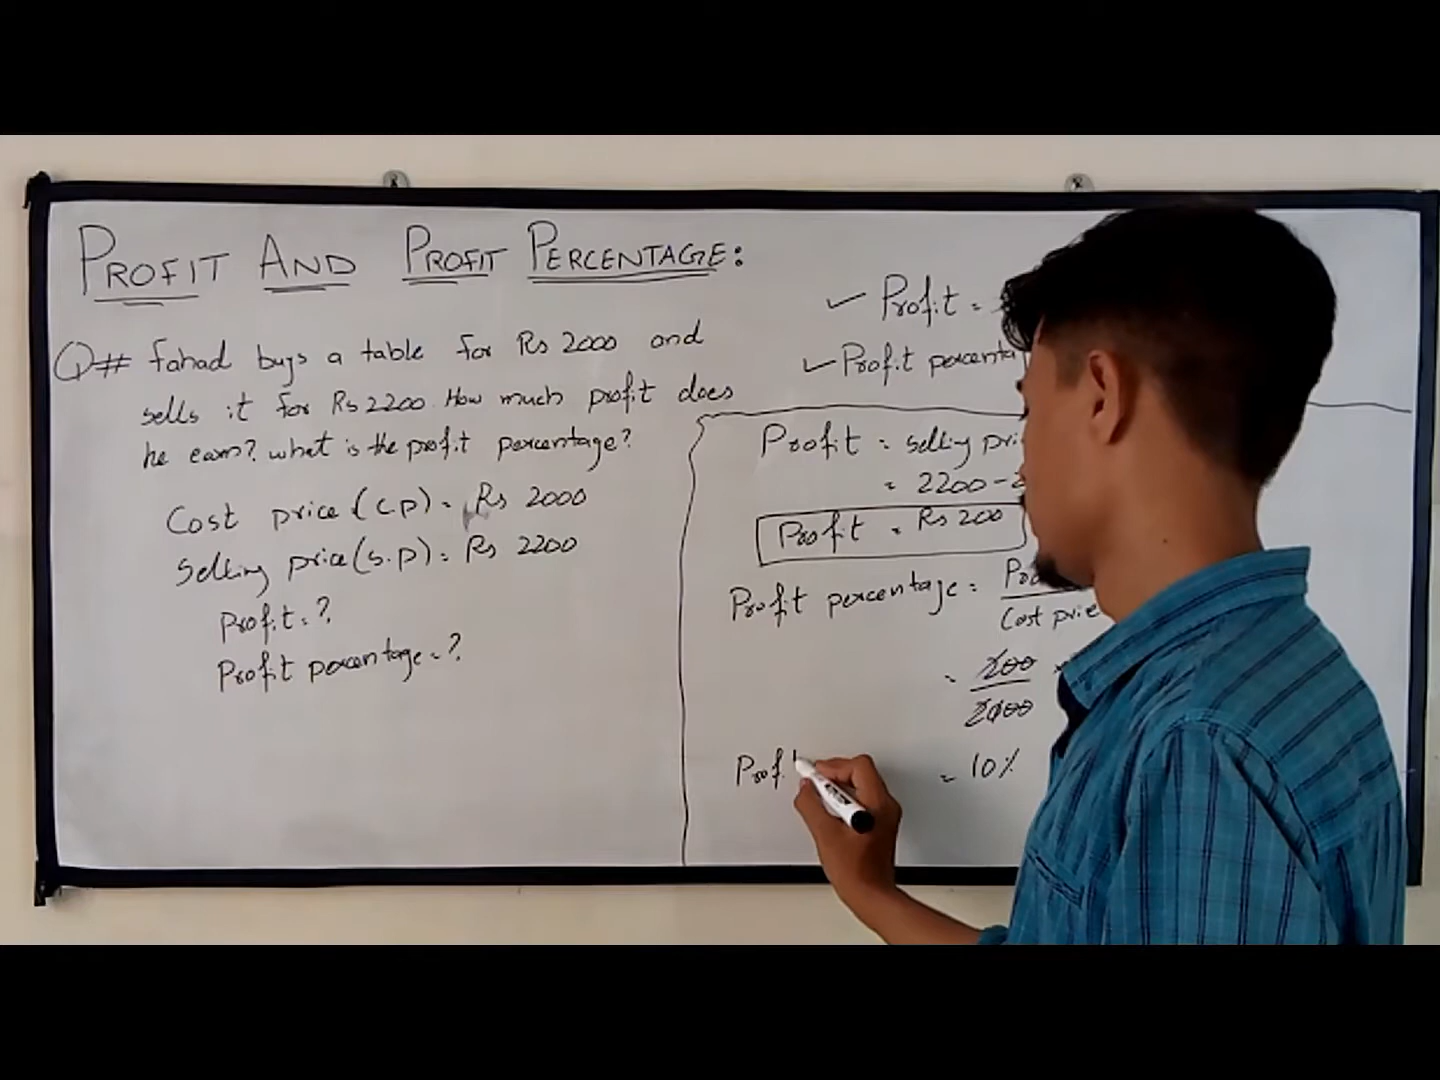 PROFIT AND PROFIT PERCENTAGE:
Q# Fahad buys a table for Rs 2000 and
sells it for Rs 2200. How much profit does
he earn? what is the profit percentage?
Cost price (c.p) = Rs 2000
Selling price (s.p) = Rs 2200
Profit = ?
Profit percentage = ?
✓ Profit =
✓ Profit percenta
Profit = selling pri
= 2200 -
Profit = Rs 200
Profit percentage = Pro
Cost price
= 200
2000
Profit = 10%